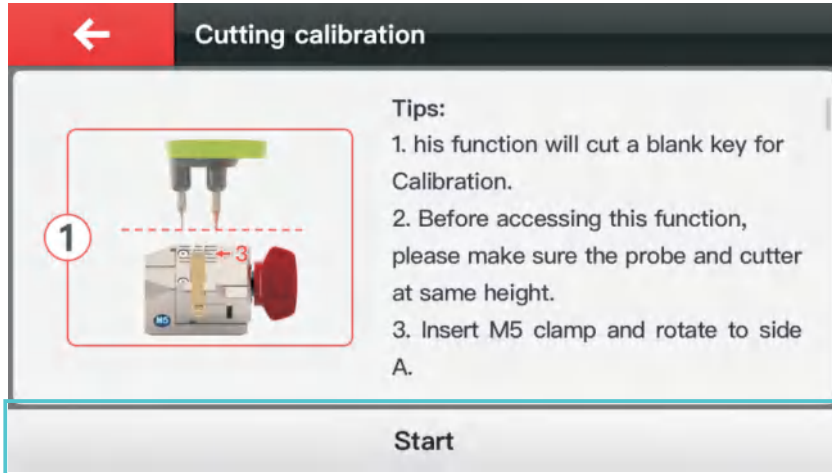 Cutting calibration
Tips:
1. his function will cut a blank key for
Calibration.
2. Before accessing this function,
please make sure the probe and cutter
at same height.
3. Insert M5 clamp and rotate to side
A.
1
3
M5
Start